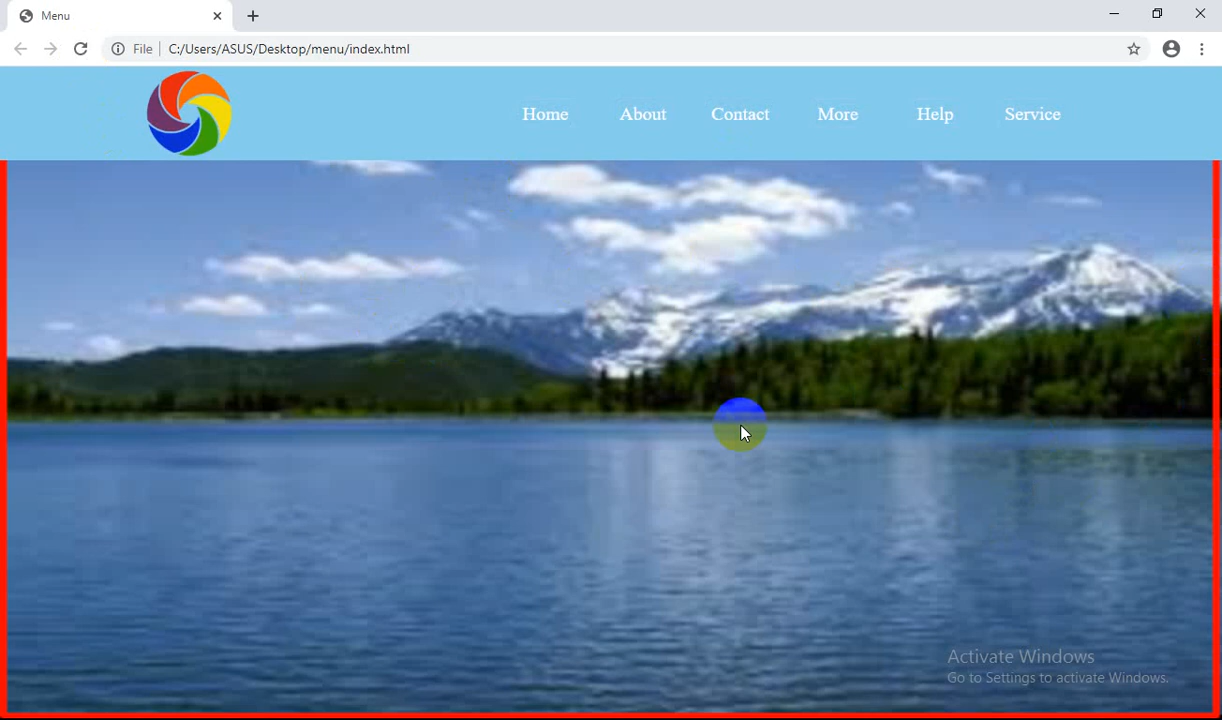 Menu
File C:/Users/ASUS/Desktop/menu/index.html
Home About Contact More Help Service
Activate Windows
Go to Settings to activate Windows.